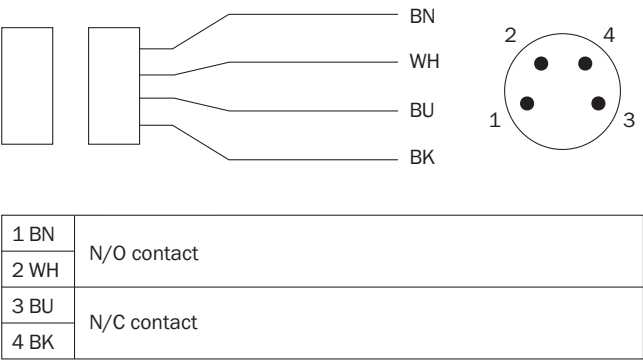 BN
WH
BU
BK
2 4
1 3
1 BN
2 WH
N/O contact
3 BU
4 BK
N/C contact